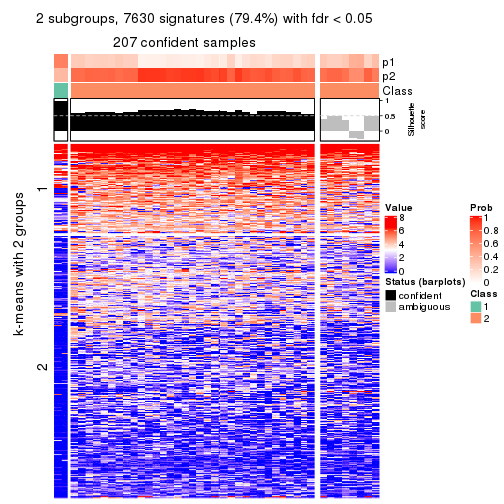 2 subgroups, 7630 signatures (79.4%) with fdr < 0.05
207 confident samples
p1
p2
Class
1
0.5
0
Silhouette
score
k-means with 2 groups
1
2
Value
8
6
4
2
0
Status (barplots)
confident
ambiguous
Prob
1
0.8
0.6
0.4
0.2
0
Class
1
2